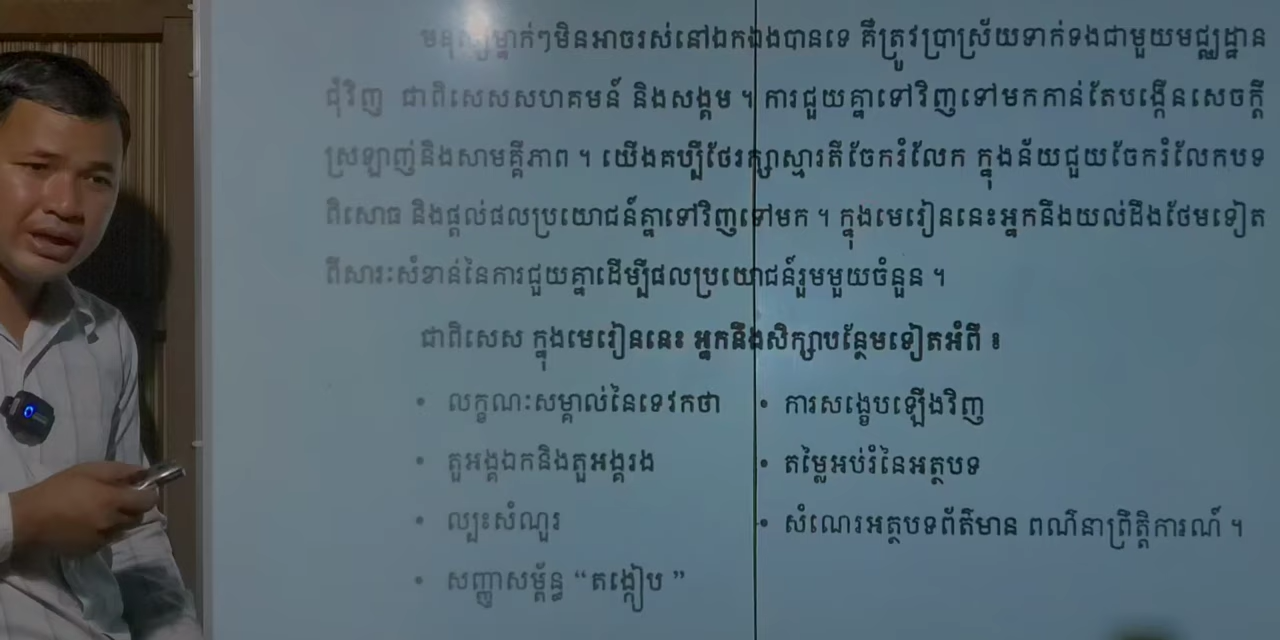 មនុស្សម្នាក់ៗមិនអាចរស់នៅឯកឯងបានទេ គឺត្រូវប្រាស្រ័យទាក់ទងជាមួយមជ្ឈដ្ឋាន
ជុំវិញ ជាពិសេសសហគមន៍ និងសង្គម ។ ការជួយគ្នាទៅវិញទៅមកកាន់តែបង្កើនសេចក្ដី
ស្រឡាញ់និងសាមគ្គីភាព ។ យើងគប្បីថែរក្សាស្មារតីចែករំលែក ក្នុងន័យជួយចែករំលែកបទ
ពិសោធ និងផ្ដល់ផលប្រយោជន៍គ្នាទៅវិញទៅមក ។ ក្នុងមេរៀននេះអ្នកនឹងយល់ដឹងថែមទៀត
ពីសារៈសំខាន់នៃការជួយគ្នាដើម្បីផលប្រយោជន៍រួមមួយចំនួន ។
ជាពិសេស ក្នុងមេរៀននេះ អ្នកនឹងសិក្សាបន្ថែមទៀតអំពី ៖
• លក្ខណៈសម្គាល់នៃទេវកថា
• តួអង្គឯកនិងតួអង្គរង
• ល្បះសំណួរ
• សញ្ញាសម្ព័ន្ធ “តង្កៀប ”
• ការសង្ខេបឡើងវិញ
• តម្លៃអប់រំនៃអត្ថបទ
• សំណេរអត្ថបទព័ត៌មាន ពណ៌នាព្រឹត្តិការណ៍ ។